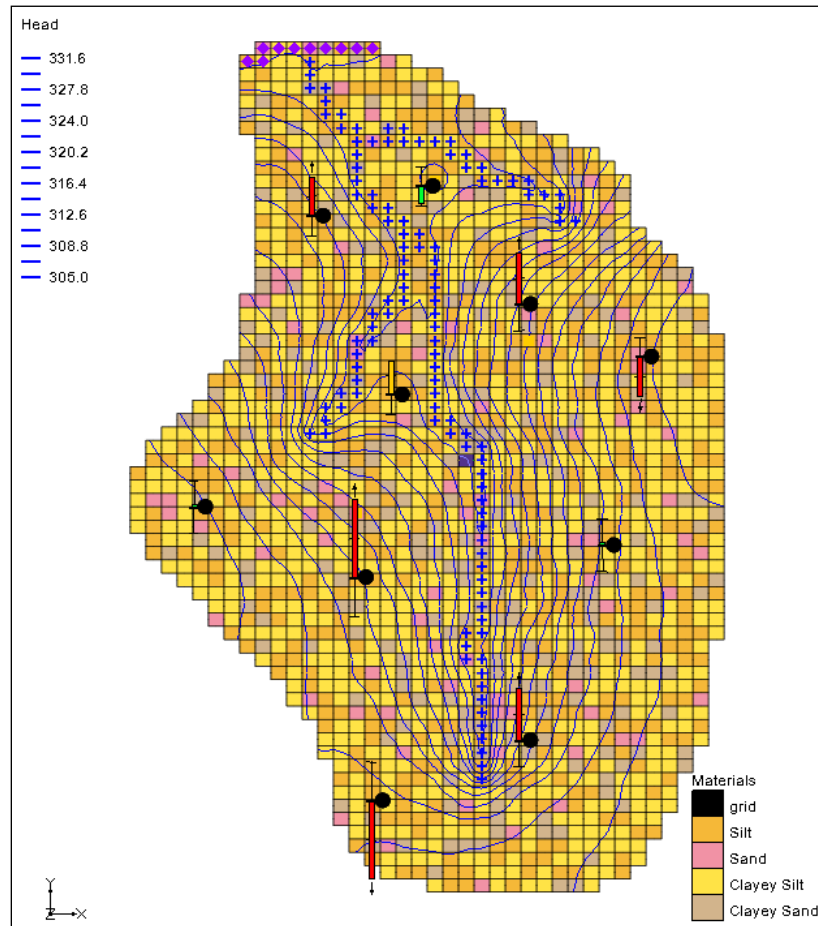 Head
331.6
327.8
324.0
320.2
316.4
312.6
308.8
305.0
Materials
grid
Silt
Sand
Clayey Silt
Clayey Sand
Y
Z
X